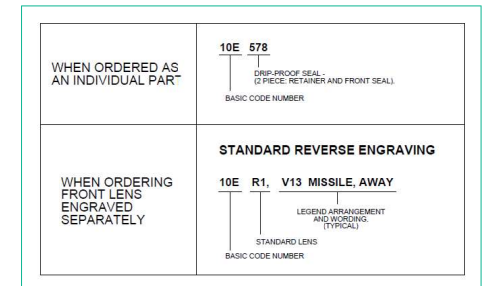 WHEN ORDERED AS
AN INDIVIDUAL PART
10E 578
DRIP-PROOF SEAL -
(2 PIECE: RETAINER AND FRONT SEAL).
BASIC CODE NUMBER
STANDARD REVERSE ENGRAVING
WHEN ORDERING
FRONT LENS
ENGRAVED
SEPARATELY
10E R1, V13 MISSILE, AWAY
LEGEND ARRANGEMENT
AND WORDING.
(TYPICAL)
STANDARD LENS
BASIC CODE NUMBER